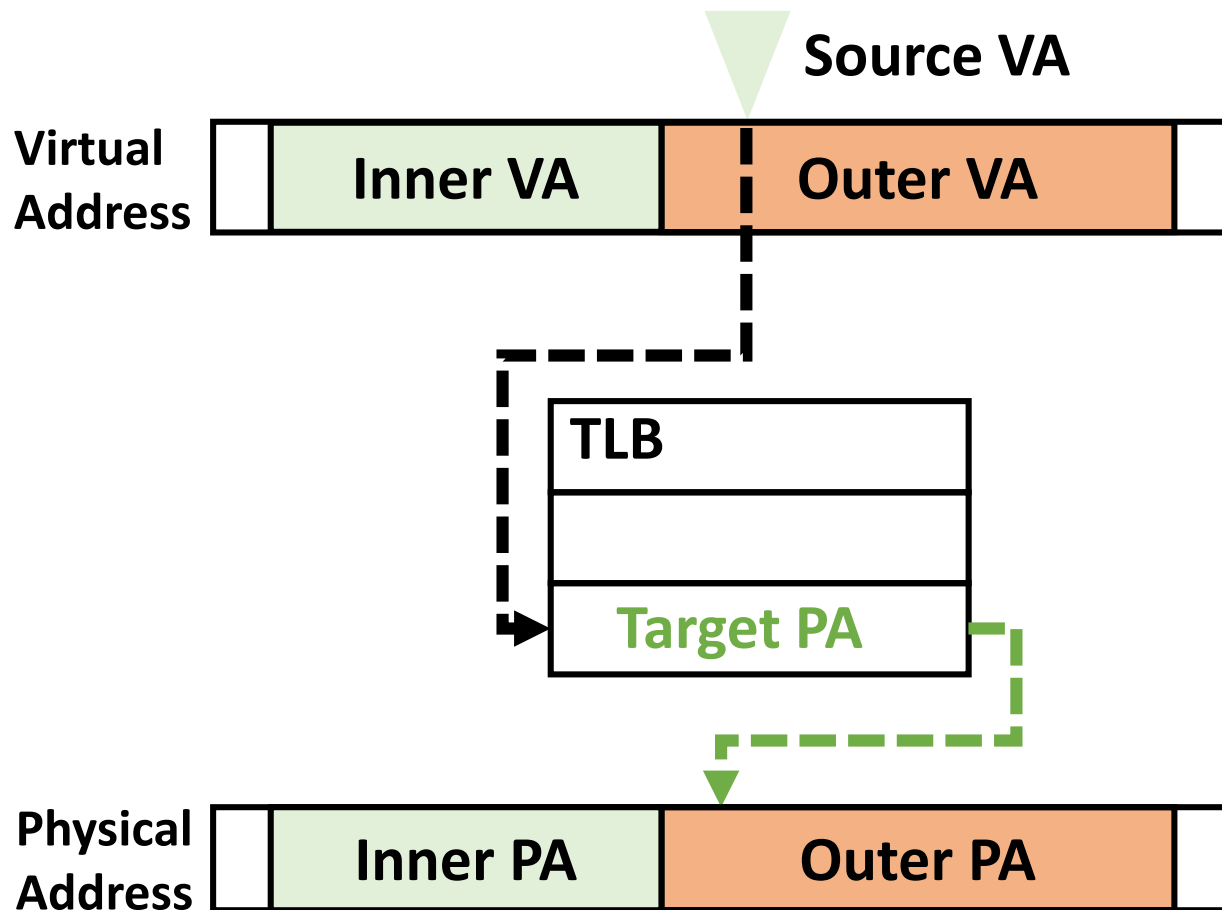 Source VA
Virtual
Address
Inner VA
Outer VA
TLB
Target PA
Physical
Address
Inner PA
Outer PA